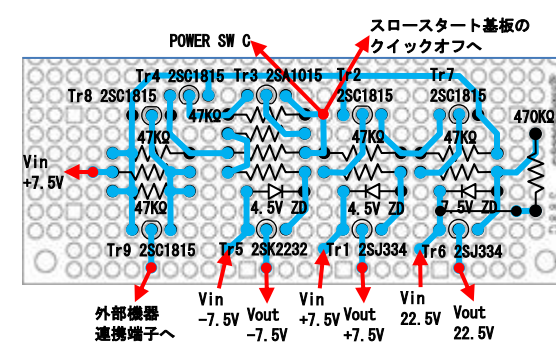 スロースタート基板の
クイックオフへ
POWER SW C
Tr4 2SC1815
Tr3 2SA1015
Tr2
2SC1815
Tr7
2SC1815
Tr8 2SC1815
47KΩ
470KΩ
47KΩ
47KΩ
47KΩ
47KΩ
Vin
+7.5V
47KΩ
4.5V ZD
4.5V ZD
7.5V ZD
Tr9 2SC1815
Tr5 2SK2232
Tr1 2SJ334
Tr6 2SJ334
外部機器
連携端子へ
Vin
-7.5V
Vout
-7.5V
Vin
+7.5V
Vout
+7.5V
Vin
22.5V
Vout
22.5V